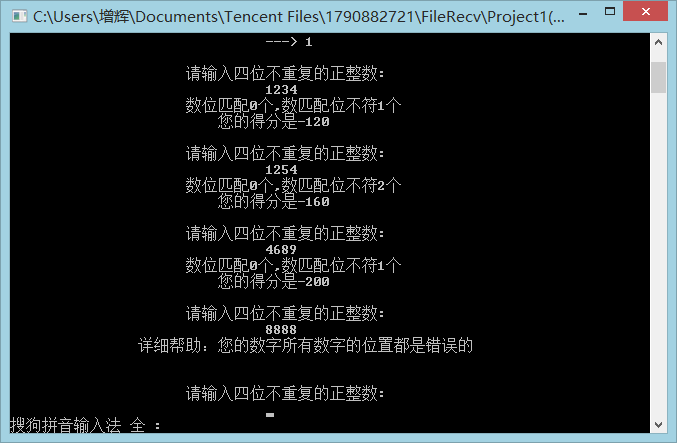 C:\Users\增辉\Documents\Tencent Files\1790882721\FileRecv\Project1(...
---> 1
请输入四位不重复的正整数:
1234
数位匹配0个,数匹配位不符1个
您的得分是-120
请输入四位不重复的正整数:
1254
数位匹配0个,数匹配位不符2个
您的得分是-160
请输入四位不重复的正整数:
4689
数位匹配0个,数匹配位不符1个
您的得分是-200
请输入四位不重复的正整数:
8888
详细帮助: 您的数字所有数字的位置都是错误的
请输入四位不重复的正整数:
搜狗拼音输入法 全 :